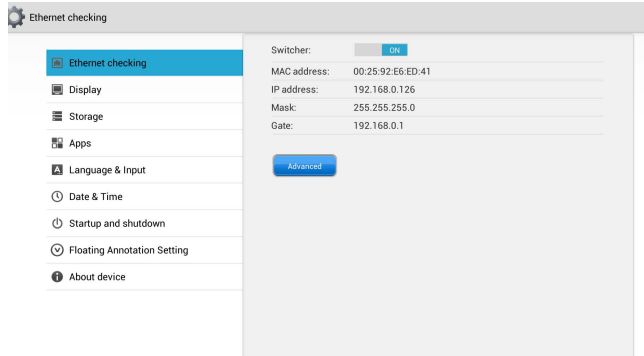 Ethernet checking
Ethernet checking
Display
Storage
Apps
Language & Input
Date & Time
Startup and shutdown
Floating Annotation Setting
About device
Switcher: ON
MAC address: 00:25:92:E6:ED:41
IP address: 192.168.0.126
Mask: 255.255.255.0
Gate: 192.168.0.1
Advanced